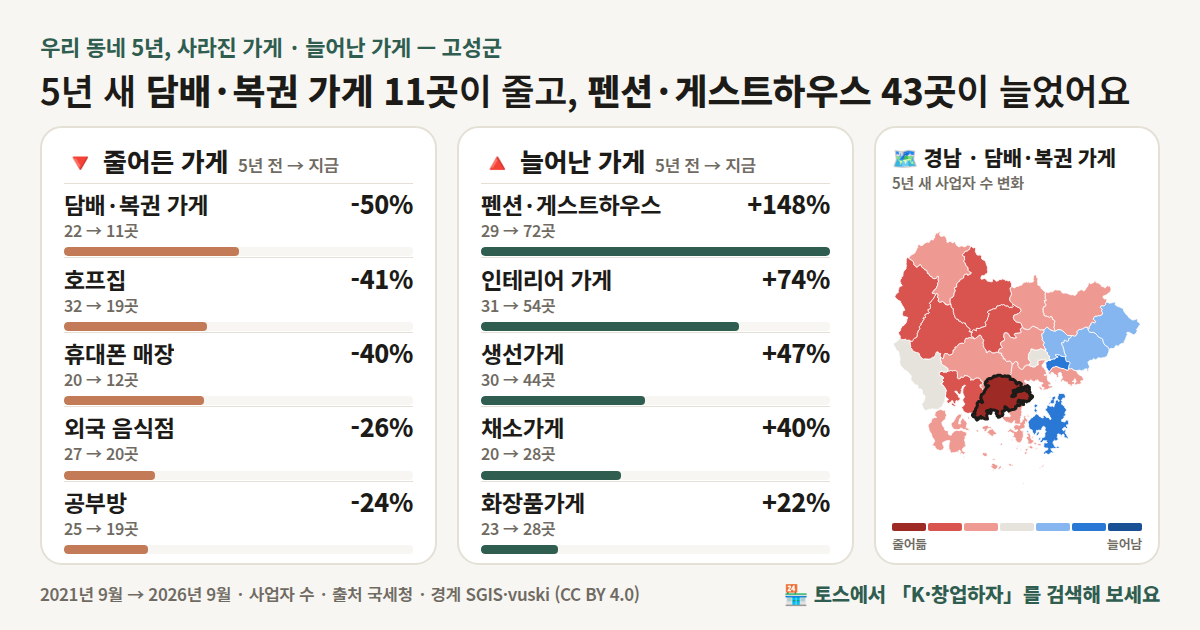 우리 동네 5년, 사라진 가게 · 늘어난 가게 — 고성군
5년 새 담배·복권 가게 11곳이 줄고, 펜션·게스트하우스 43곳이 늘었어요
🔻 줄어든 가게 5년 전 → 지금
담배·복권 가게 -50%
22 → 11곳
호프집 -41%
32 → 19곳
휴대폰 매장 -40%
20 → 12곳
외국 음식점 -26%
27 → 20곳
공부방 -24%
25 → 19곳
🔺 늘어난 가게 5년 전 → 지금
펜션·게스트하우스 +148%
29 → 72곳
인테리어 가게 +74%
31 → 54곳
생선가게 +47%
30 → 44곳
채소가게 +40%
20 → 28곳
화장품가게 +22%
23 → 28곳
🗺️ 경남 · 담배·복권 가게
5년 새 사업자 수 변화
줄어듦 늘어남
2021년 9월 → 2026년 9월 · 사업자 수 · 출처 국세청 · 경계 SGIS·vuski (CC BY 4.0)
🏪 토스에서 「K·창업하자」를 검색해 보세요